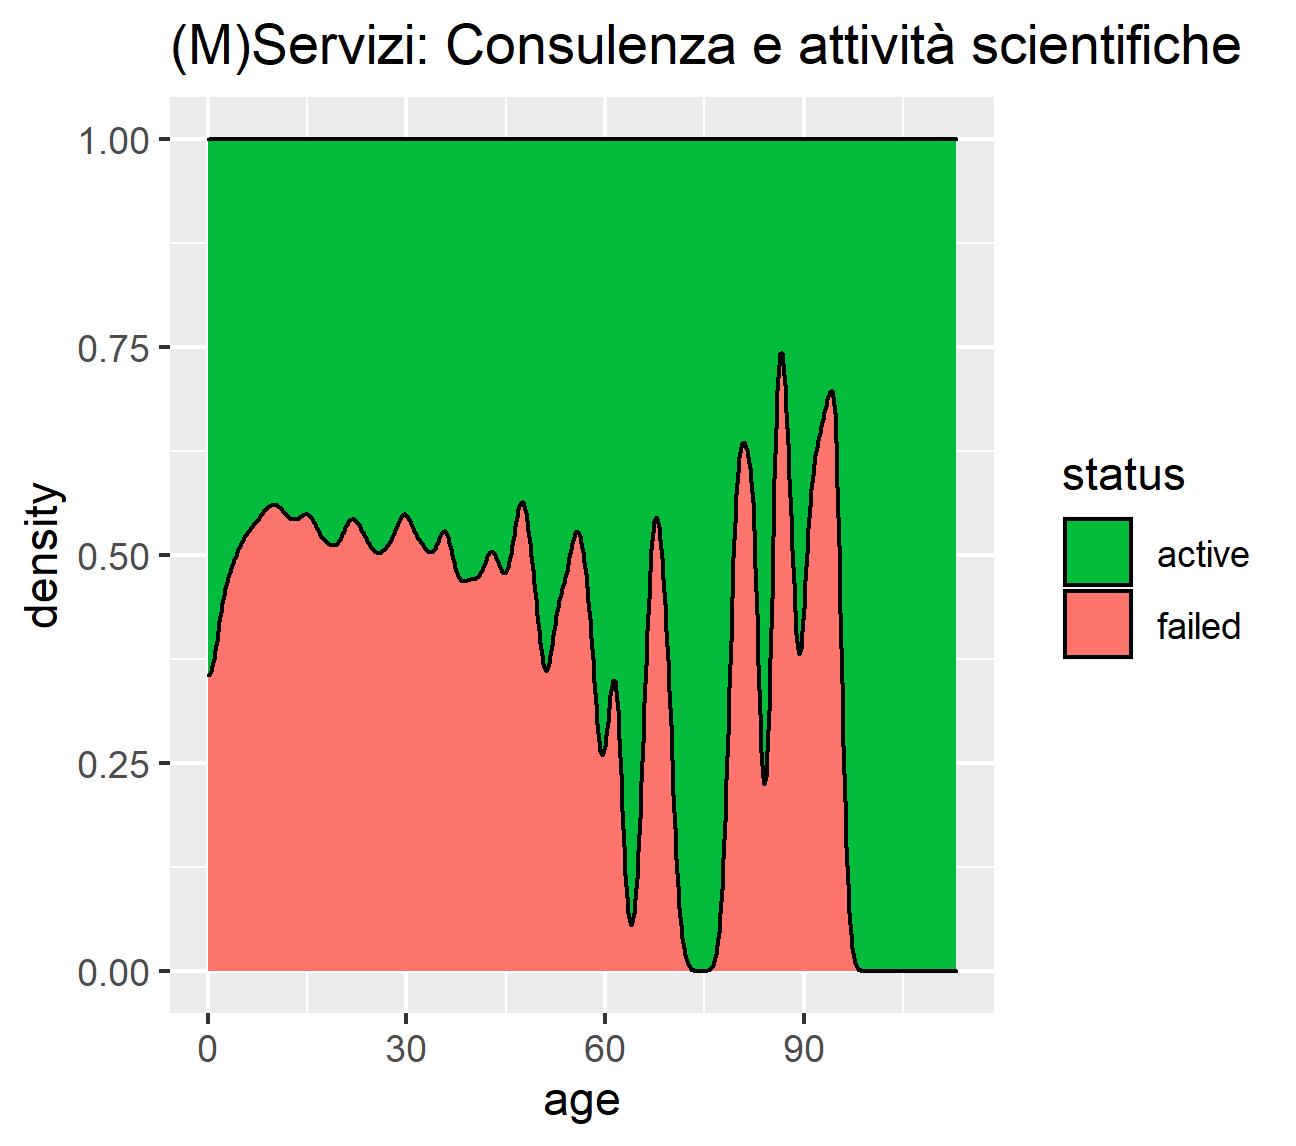 (M)Servizi: Consulenza e attività scientifiche
1.00
0.75
0.50
0.25
0.00
density
0 30 60 90
age
status
active
failed